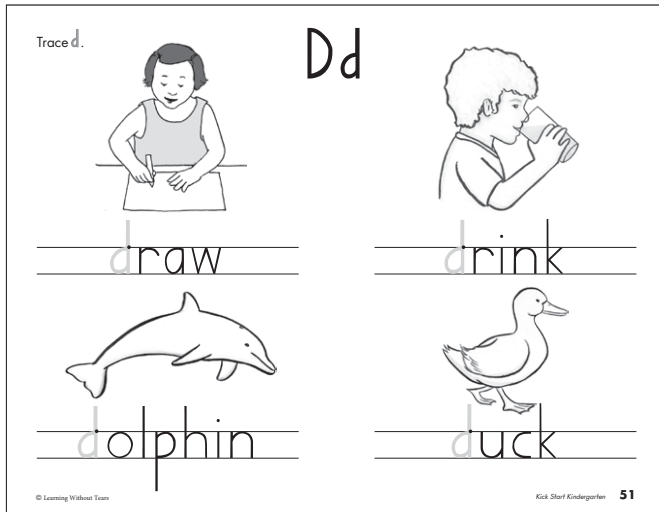 Trace d.
Dd
draw
drink
dolphin
duck
© Learning Without Tears
Kick Start Kindergarten 51